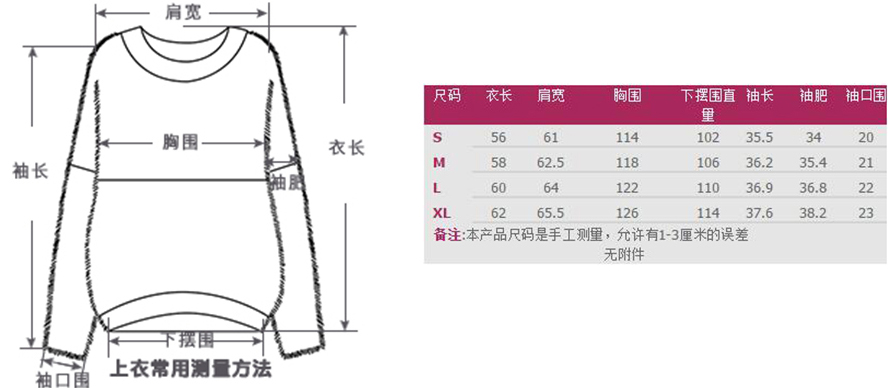 肩宽
胸围
衣长
袖长
袖肥
下摆围
上衣常用测量方法
袖口围
尺码 衣长 肩宽 胸围 下摆围直量 袖长 袖肥 袖口围
S 56 61 114 102 35.5 34 20
M 58 62.5 118 106 36.2 35.4 21
L 60 64 122 110 36.9 36.8 22
XL 62 65.5 126 114 37.6 38.2 23
备注:本产品尺码是手工测量，允许有1-3厘米的误差
无附件